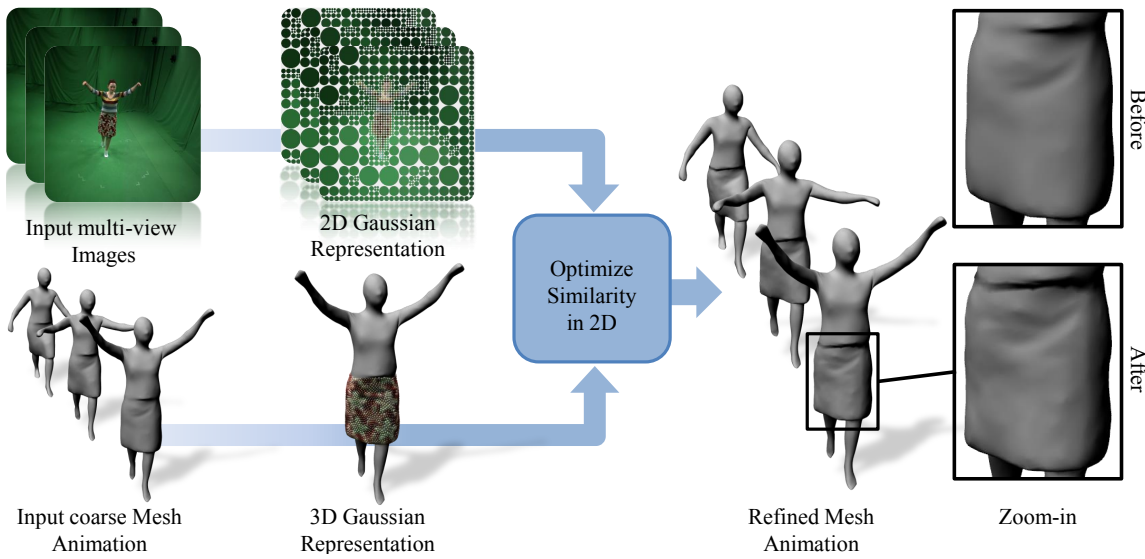 Input multi-view
Images
2D Gaussian
Representation
Optimize
Similarity
in 2D
Before
After
Input coarse Mesh
Animation
3D Gaussian
Representation
Refined Mesh
Animation
Zoom-in